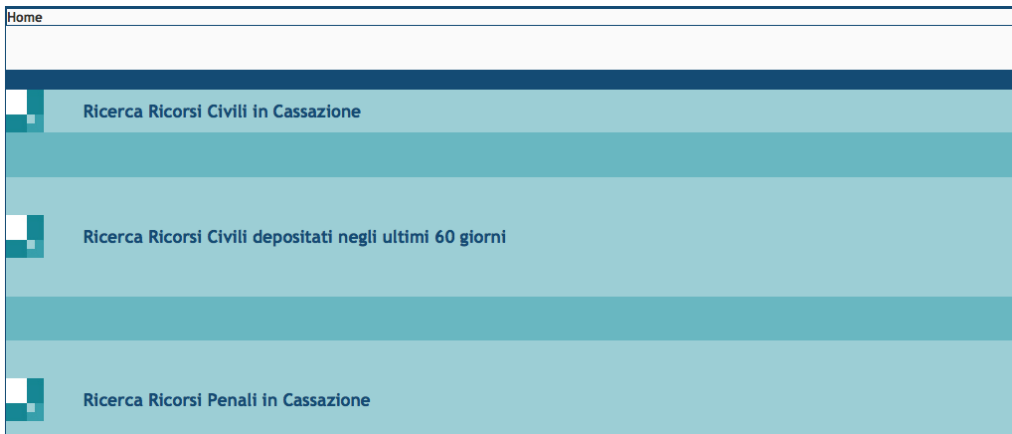 Home
Ricerca Ricorsi Civili in Cassazione
Ricerca Ricorsi Civili depositati negli ultimi 60 giorni
Ricerca Ricorsi Penali in Cassazione